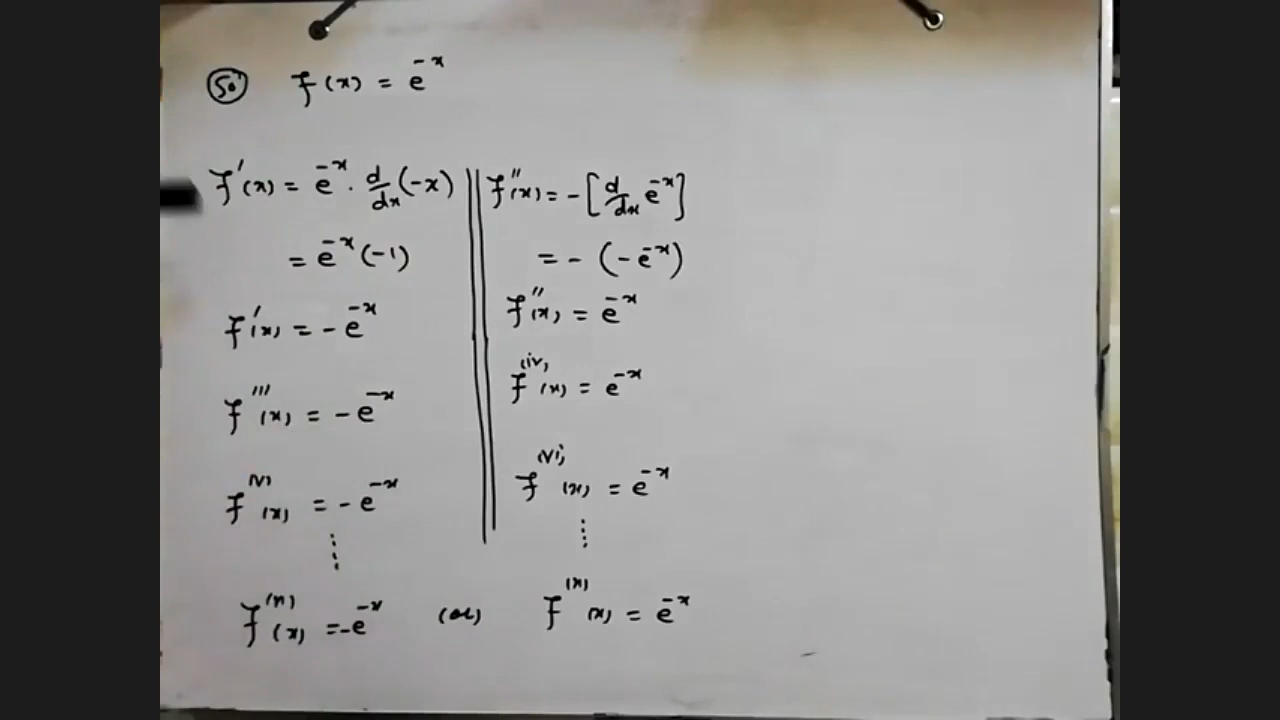 50 f(x) = e^{-x}
f'(x) = e^{-x} . d/dx (-x)
= e^{-x} (-1)
f'(x) = - e^{-x}
f'''(x) = - e^{-x}
f^{(v)}(x) = - e^{-x}
⋮
f''(x) = - [d/dx e^{-x}]
= - (- e^{-x})
f''(x) = e^{-x}
f^{(iv)}(x) = e^{-x}
f^{(vi)}(x) = e^{-x}
⋮
f^{(n)}(x) = - e^{-x} (or) f^{(n)}(x) = e^{-x}